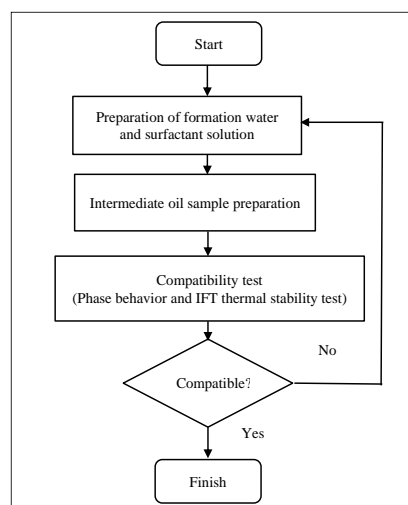 Start
Preparation of formation water
and surfactant solution
Intermediate oil sample preparation
Compatibility test
(Phase behavior and IFT thermal stability test)
No
Compatible?
Yes
Finish